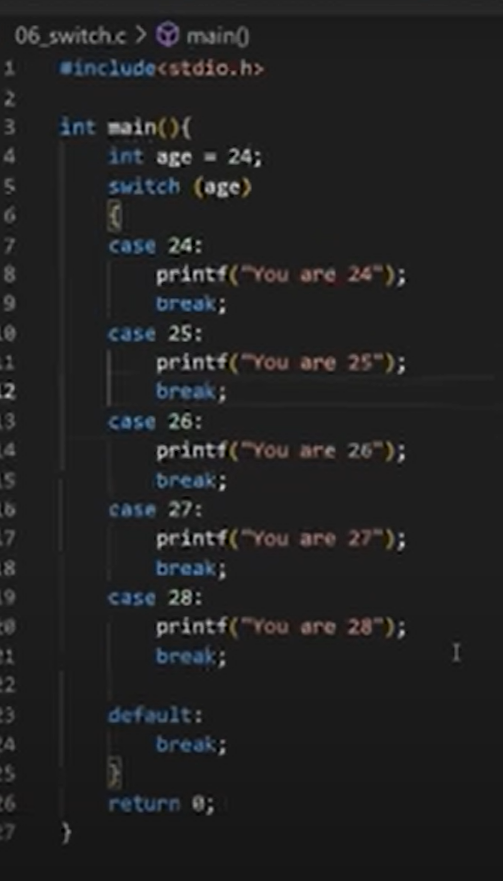 06_switch.c > main()
1 #include<stdio.h>
2
3 int main(){
4     int age = 24;
5     switch (age)
6     {
7     case 24:
8         printf("You are 24");
9         break;
10     case 25:
11         printf("You are 25");
12         break;
13     case 26:
14         printf("You are 26");
15         break;
16     case 27:
17         printf("You are 27");
18         break;
19     case 28:
20         printf("You are 28");
21         break;
22
23     default:
24         break;
25     }
26     return 0;
27 }